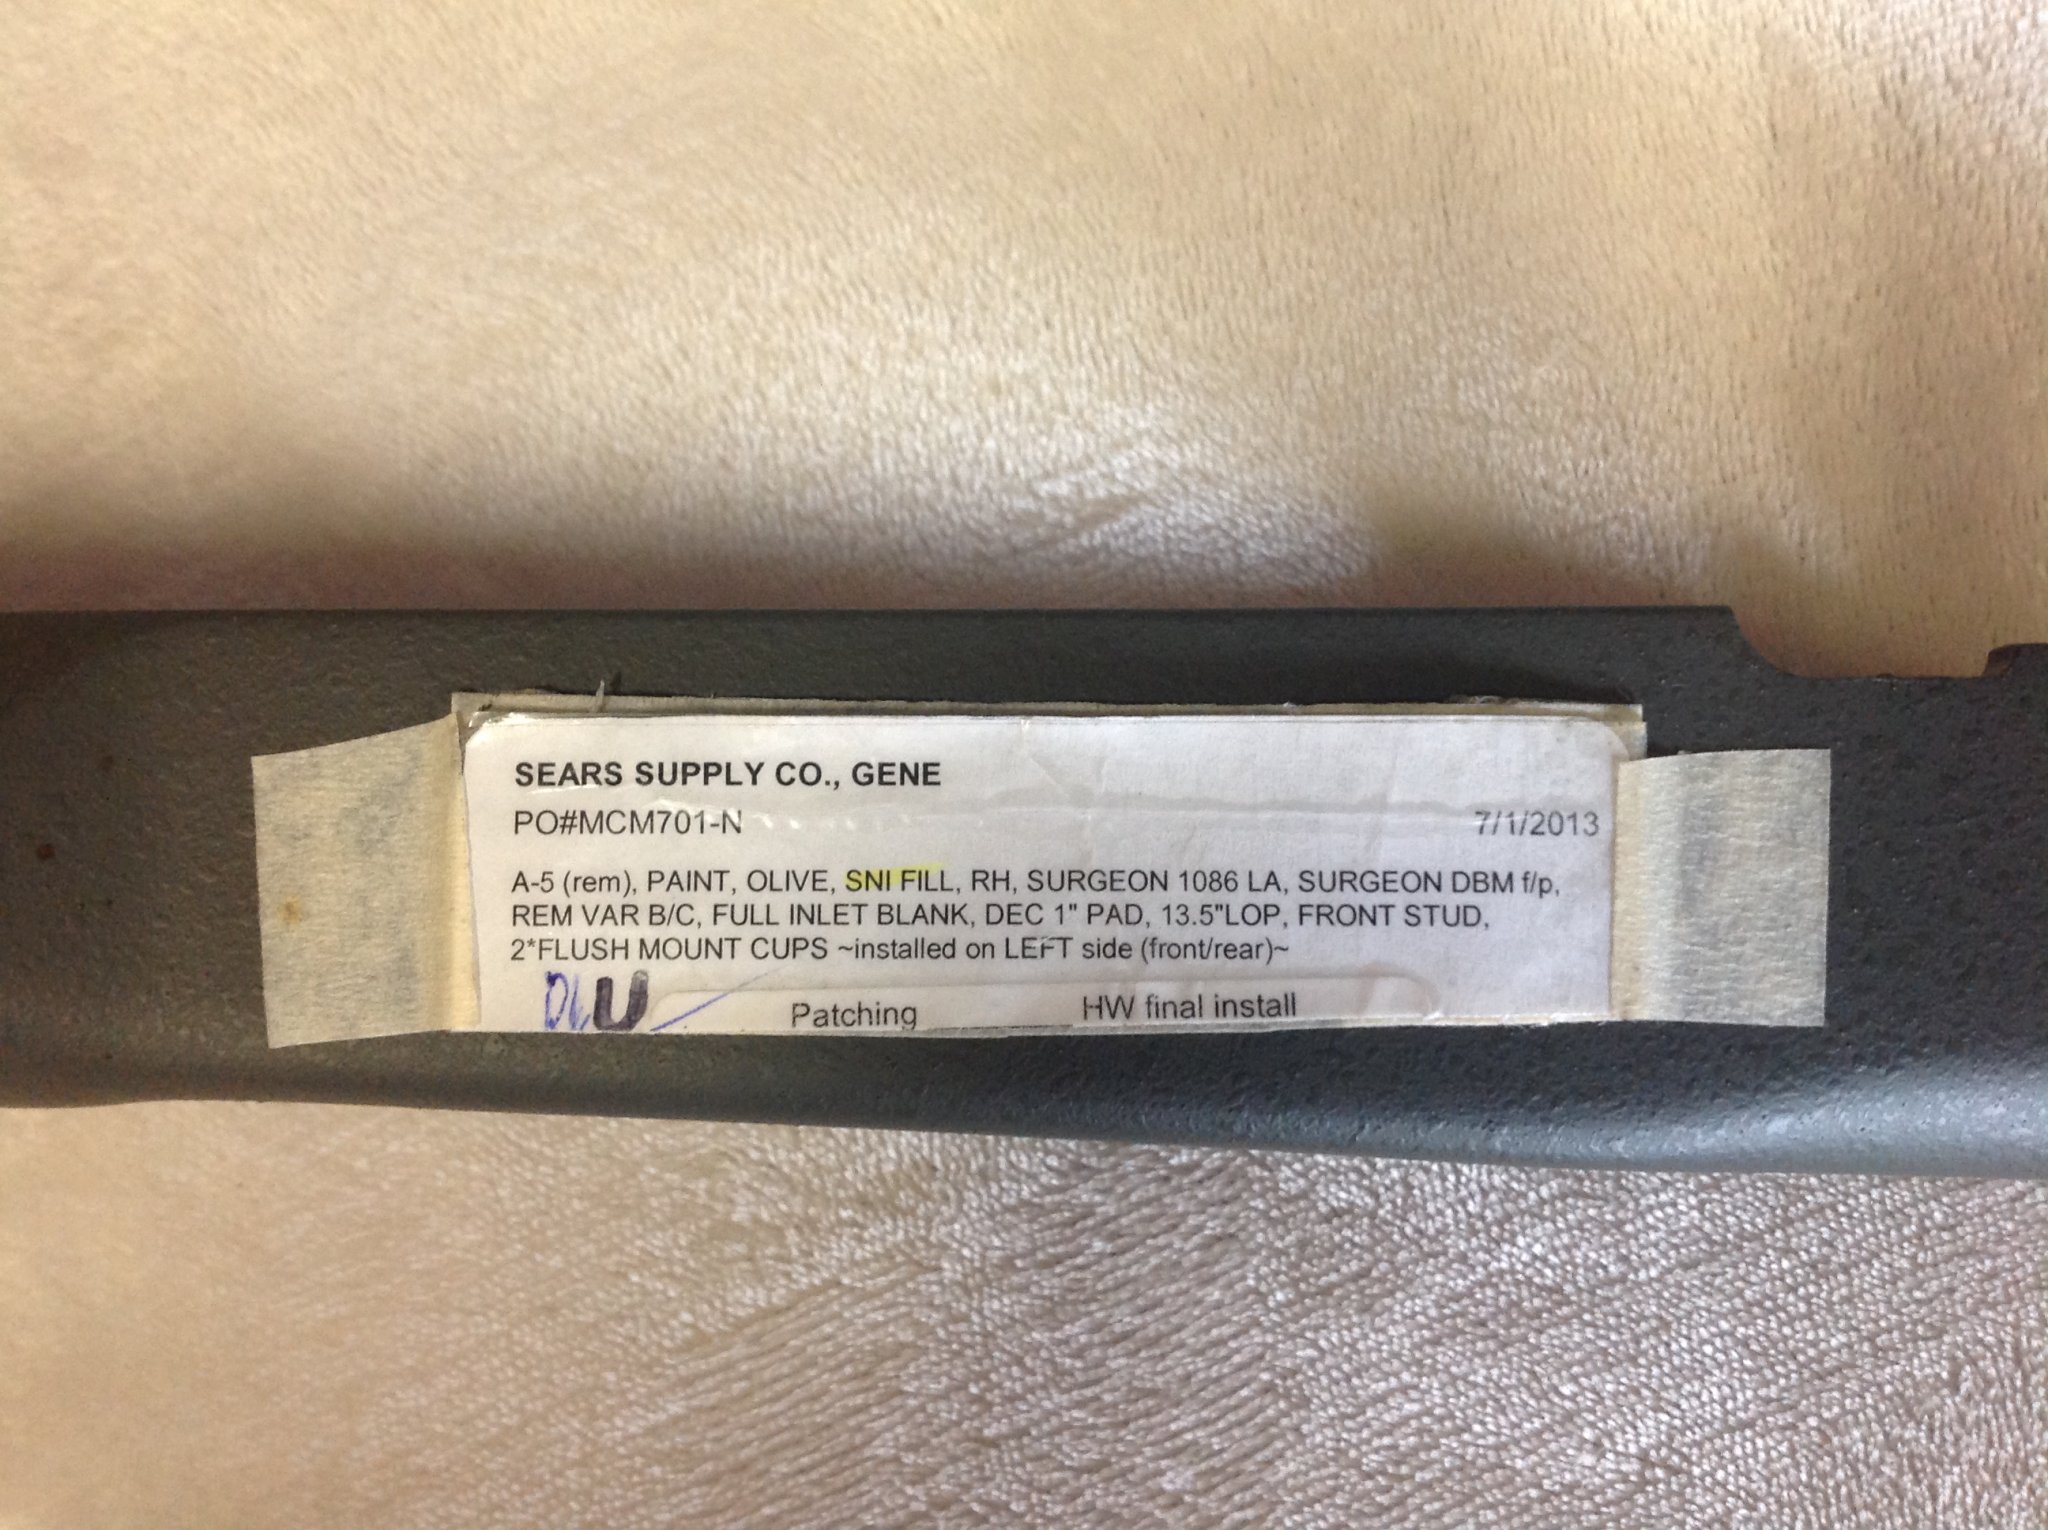 SEARS SUPPLY CO., GENE
PO#MCM701-N 7/1/2013
A-5 (rem), PAINT, OLIVE, SNI FILL, RH, SURGEON 1086 LA, SURGEON DBM f/p,
REM VAR B/C, FULL INLET BLANK, DEC 1" PAD, 13.5"LOP, FRONT STUD,
2*FLUSH MOUNT CUPS ~installed on LEFT side (front/rear)~
U Patching HW final install